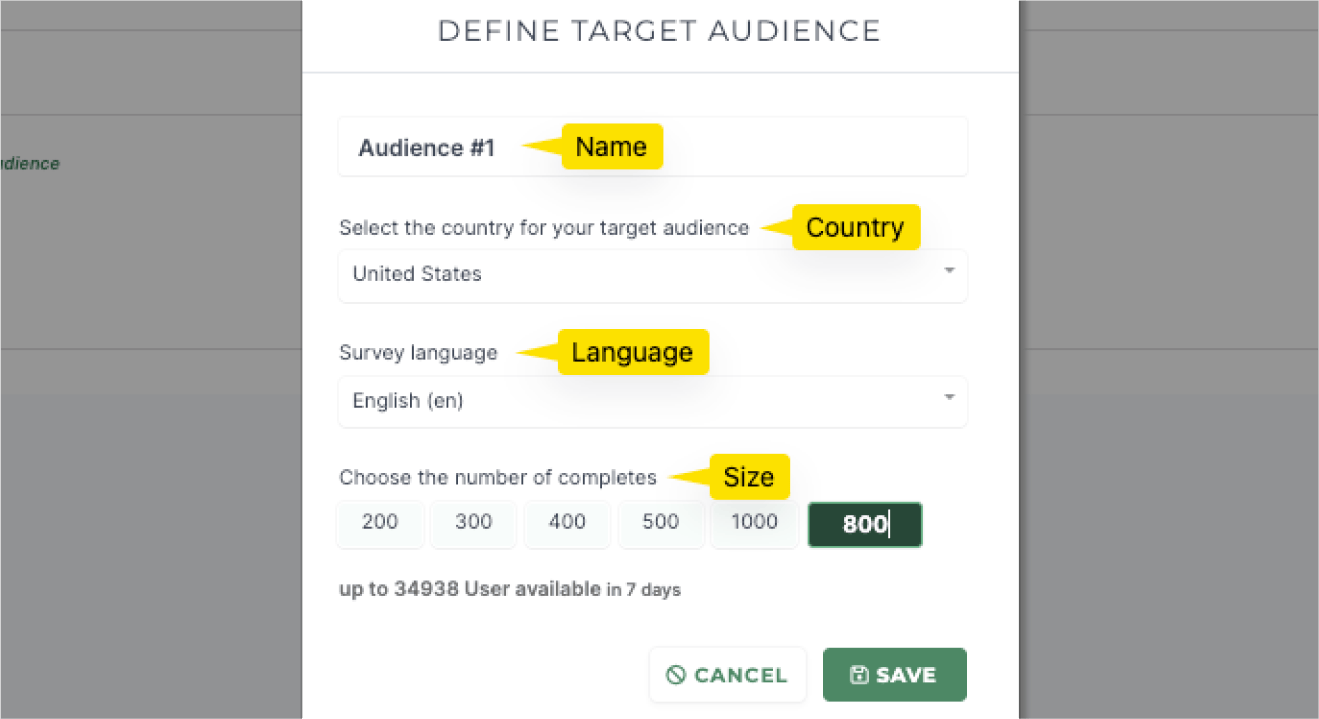 DEFINE TARGET AUDIENCE
Audience #1 Name
Select the country for your target audience Country
United States
Survey language Language
English (en)
Choose the number of completes Size
200 300 400 500 1000 800
up to 34938 User available in 7 days
CANCEL SAVE